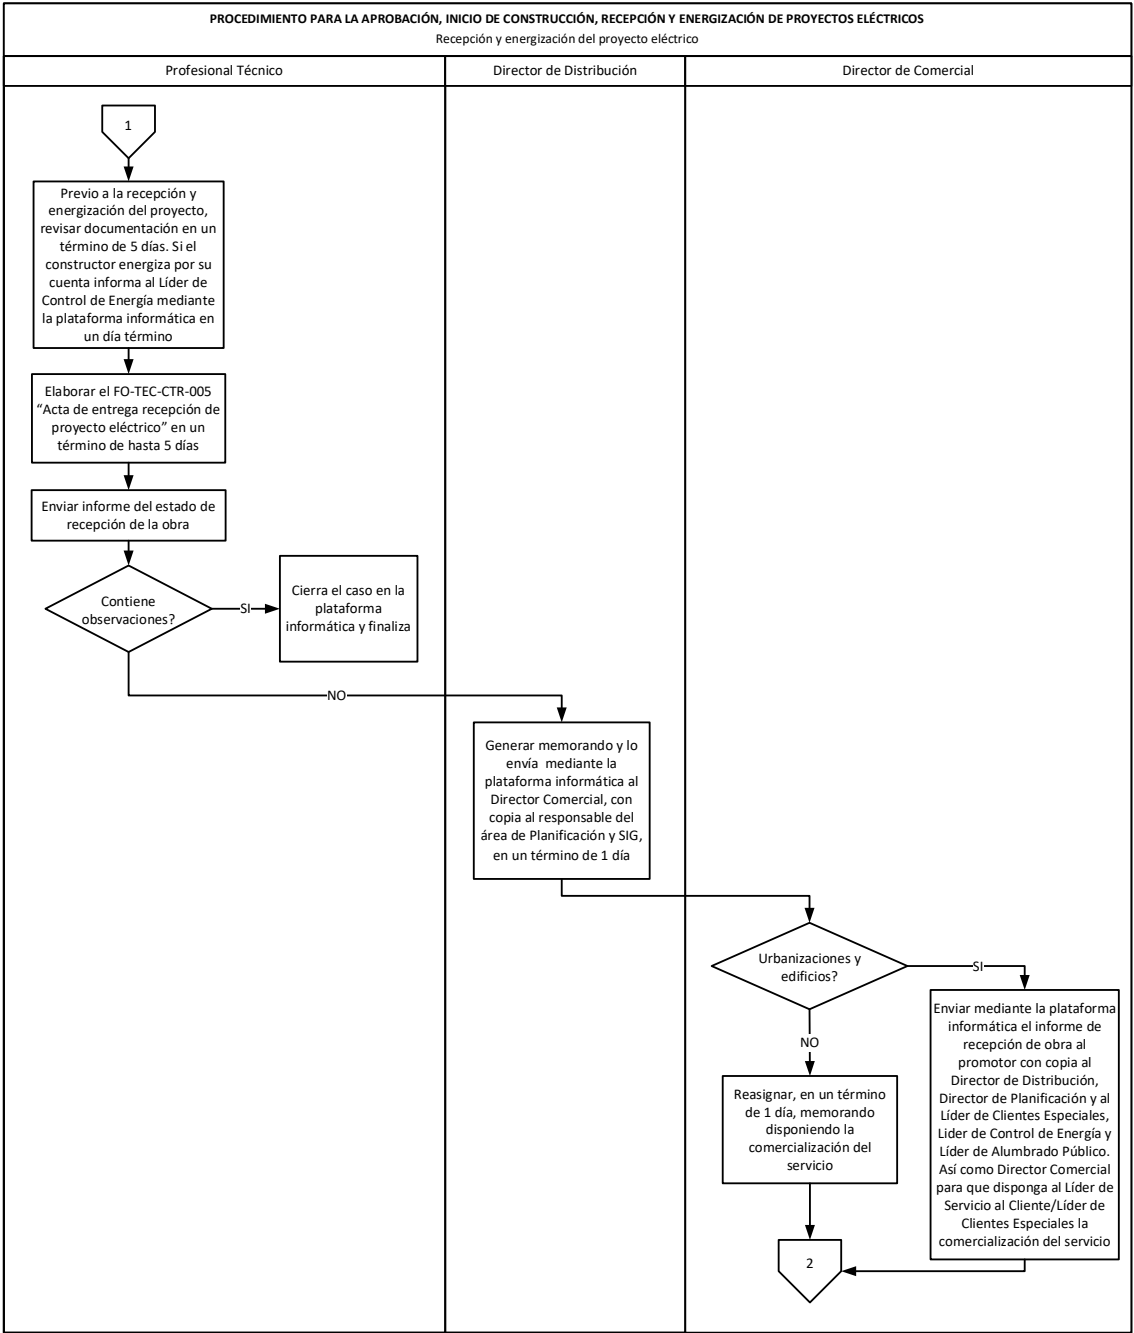 PROCEDIMIENTO PARA LA APROBACIÓN, INICIO DE CONSTRUCCIÓN, RECEPCIÓN Y ENERGIZACIÓN DE PROYECTOS ELÉCTRICOS
Recepción y energización del proyecto eléctrico
Profesional Técnico
Director de Distribución
Director de Comercial
1
Previo a la recepción y
energización del proyecto,
revisar documentación en un
término de 5 días. Si el
constructor energiza por su
cuenta informa al Líder de
Control de Energía mediante
la plataforma informática en
un día término
Elaborar el FO-TEC-CTR-005
“Acta de entrega recepción de
proyecto eléctrico” en un
término de hasta 5 días
Enviar informe del estado de
recepción de la obra
Contiene
observaciones?
SI
Cierra el caso en la
plataforma
informática y finaliza
NO
Generar memorando y lo
envía mediante la
plataforma informática al
Director Comercial, con
copia al responsable del
área de Planificación y SIG,
en un término de 1 día
Urbanizaciones y
edificios?
SI
NO
Enviar mediante la plataforma
informática el informe de
recepción de obra al
promotor con copia al
Director de Distribución,
Director de Planificación y al
Líder de Clientes Especiales,
Lider de Control de Energía y
Líder de Alumbrado Público.
Así como Director Comercial
para que disponga al Líder de
Servicio al Cliente/Líder de
Clientes Especiales la
comercialización del servicio
Reasignar, en un término
de 1 día, memorando
disponiendo la
comercialización del
servicio
2